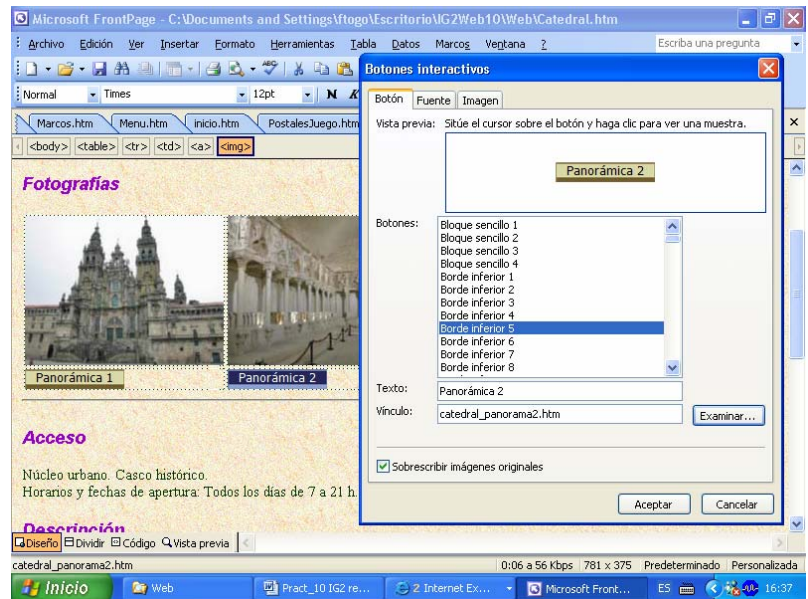 Microsoft FrontPage - C:\Documents and Settings\ftogo\Escritorio\IG2Web10\Web\Catedral.htm
Archivo Edición Ver Insertar Formato Herramientas Tabla Datos Marcos Ventana ? Escriba una pregunta
Normal Times 12pt N K
Marcos.htm Menu.htm inicio.htm PostalesJuego.htm
<body> <table> <tr> <td> <a> <img>
Fotografías
Panorámica 1 Panorámica 2
Acceso
Núcleo urbano. Casco histórico.
Horarios y fechas de apertura: Todos los días de 7 a 21 h.
Descripción
Botones interactivos
Botón Fuente Imagen
Vista previa: Sitúe el cursor sobre el botón y haga clic para ver una muestra.
Panorámica 2
Botones:
Bloque sencillo 1
Bloque sencillo 2
Bloque sencillo 3
Bloque sencillo 4
Borde inferior 1
Borde inferior 2
Borde inferior 3
Borde inferior 4
Borde inferior 5
Borde inferior 6
Borde inferior 7
Borde inferior 8
Texto: Panorámica 2
Vínculo: catedral_panorama2.htm Examinar...
Sobrescribir imágenes originales
Aceptar Cancelar
Diseño Dividir Código Vista previa
catedral_panorama2.htm 0:06 a 56 Kbps 781 x 375 Predeterminado Personalizada
Inicio Web Pract_10 IG2 re... 2 Internet Ex... Microsoft Front... ES 16:37